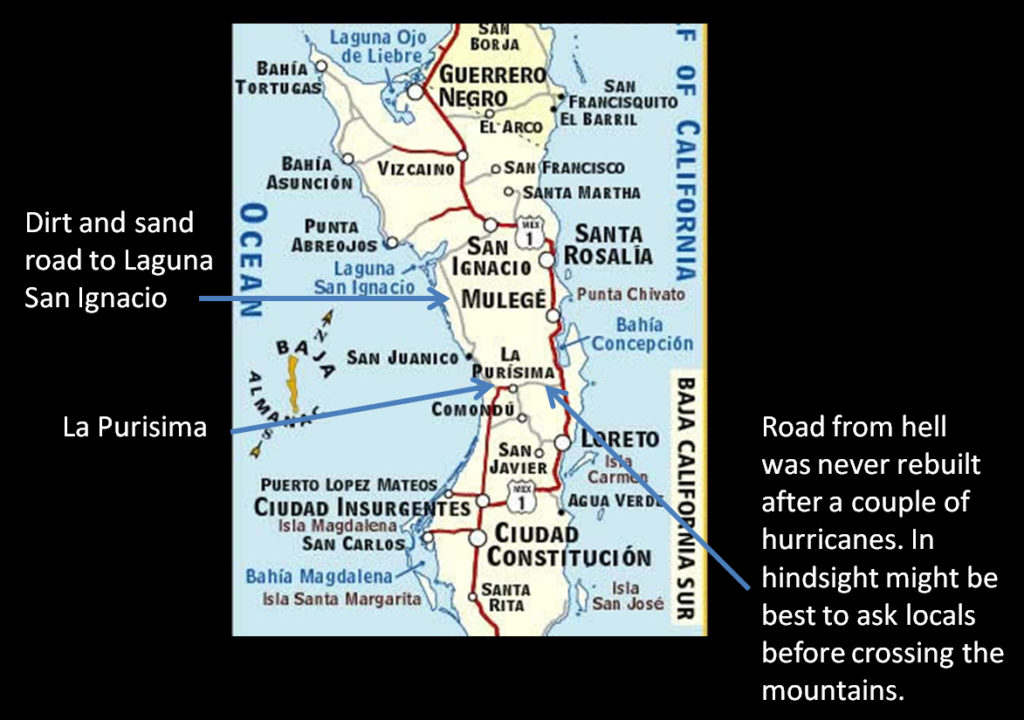 SAN
BORJA
Laguna Ojo
de Liebre
BAHÍA
TORTUGAS
GUERRERO
NEGRO
SAN
FRANCISQUITO
EL BARRIL
EL ARCO
F OF CALIFORNIA
BAHÍA
ASUNCIÓN
VIZCAINO
SAN FRANCISCO
SANTA MARTHA
Dirt and sand
road to Laguna
San Ignacio
OCEAN
PUNTA
ABREOJOS
MEX
1
SAN
IGNACIO
SANTA
ROSALÍA
Laguna
San Ignacio
MULEGÉ
Punta Chivato
Bahía
Concepción
N
BAJA
ALMANAC
S
SAN JUANICO
LA
PURÍSIMA
La Purisima
COMONDÚ
BAJA CALIFORNIA SUR
LORETO
SAN
JAVIER
Isla
Carmen
PUERTO LOPEZ MATEOS
CIUDAD INSURGENTES
MEX
1
AGUA VERDE
Isla Magdalena
SAN CARLOS
CIUDAD
CONSTITUCIÓN
Bahía Magdalena
Isla Santa Margarita
SANTA
RITA
Isla
San José
Road from hell
was never rebuilt
after a couple of
hurricanes. In
hindsight might be
best to ask locals
before crossing the
mountains.